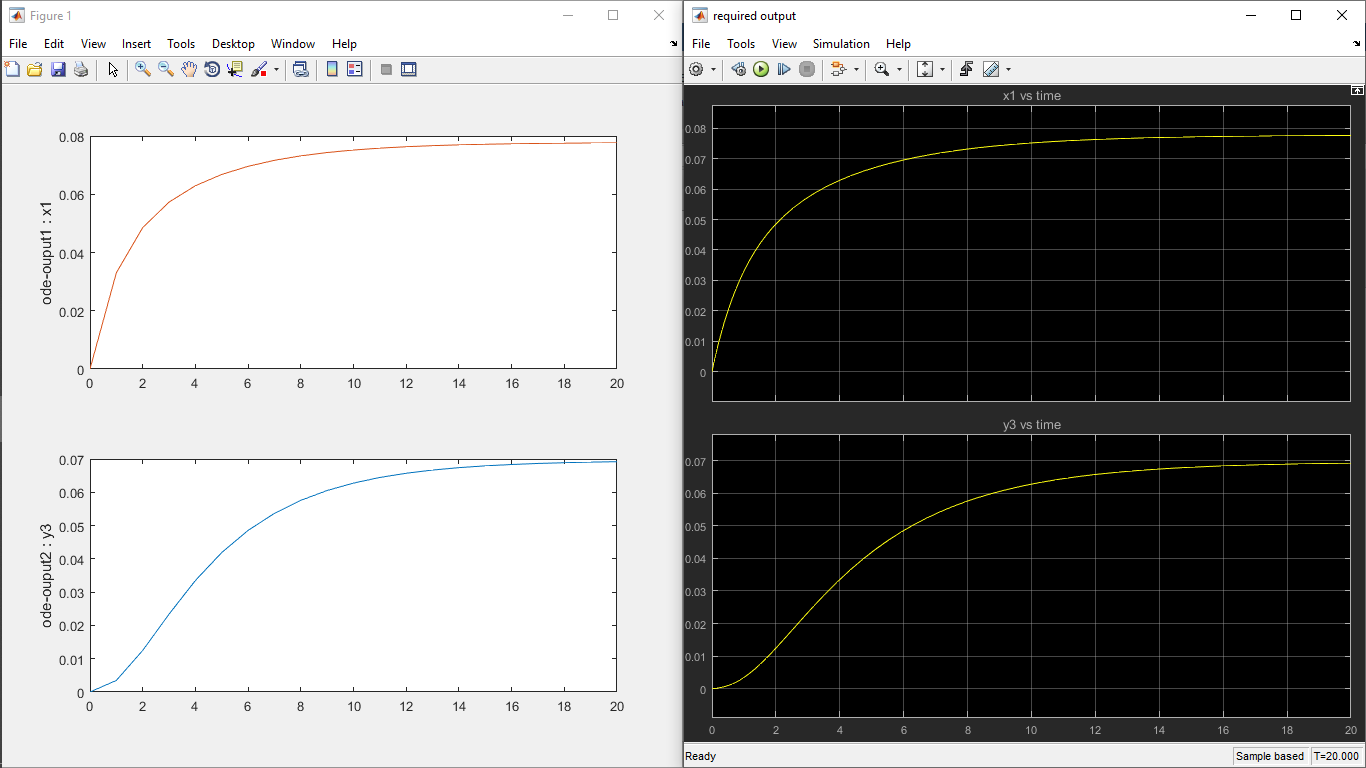 Figure 1
File Edit View Insert Tools Desktop Window Help
ode-ouput1 : x1
0.08
0.06
0.04
0.02
0
0 2 4 6 8 10 12 14 16 18 20
ode-ouput2 : y3
0.07
0.06
0.05
0.04
0.03
0.02
0.01
0
0 2 4 6 8 10 12 14 16 18 20
required output
File Tools View Simulation Help
x1 vs time
0.08
0.07
0.06
0.05
0.04
0.03
0.02
0.01
0
y3 vs time
0.07
0.06
0.05
0.04
0.03
0.02
0.01
0
0 2 4 6 8 10 12 14 16 18 20
Ready Sample based T=20.000